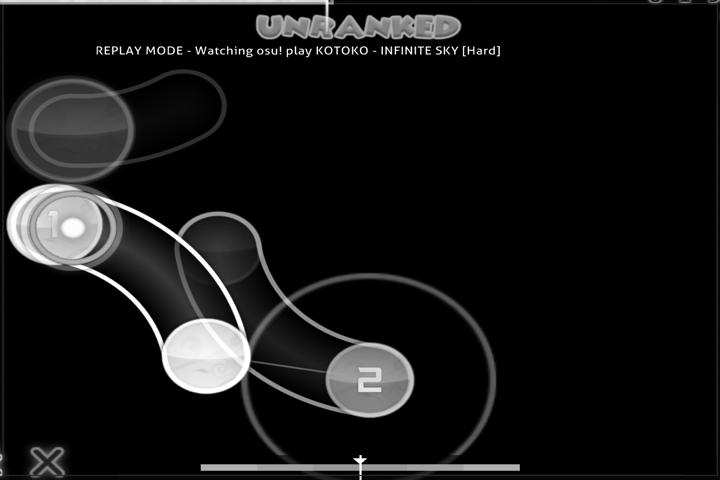 UNRANKED
REPLAY MODE - Watching osu! play KOTOKO - INFINITE SKY [Hard]
1
2
X